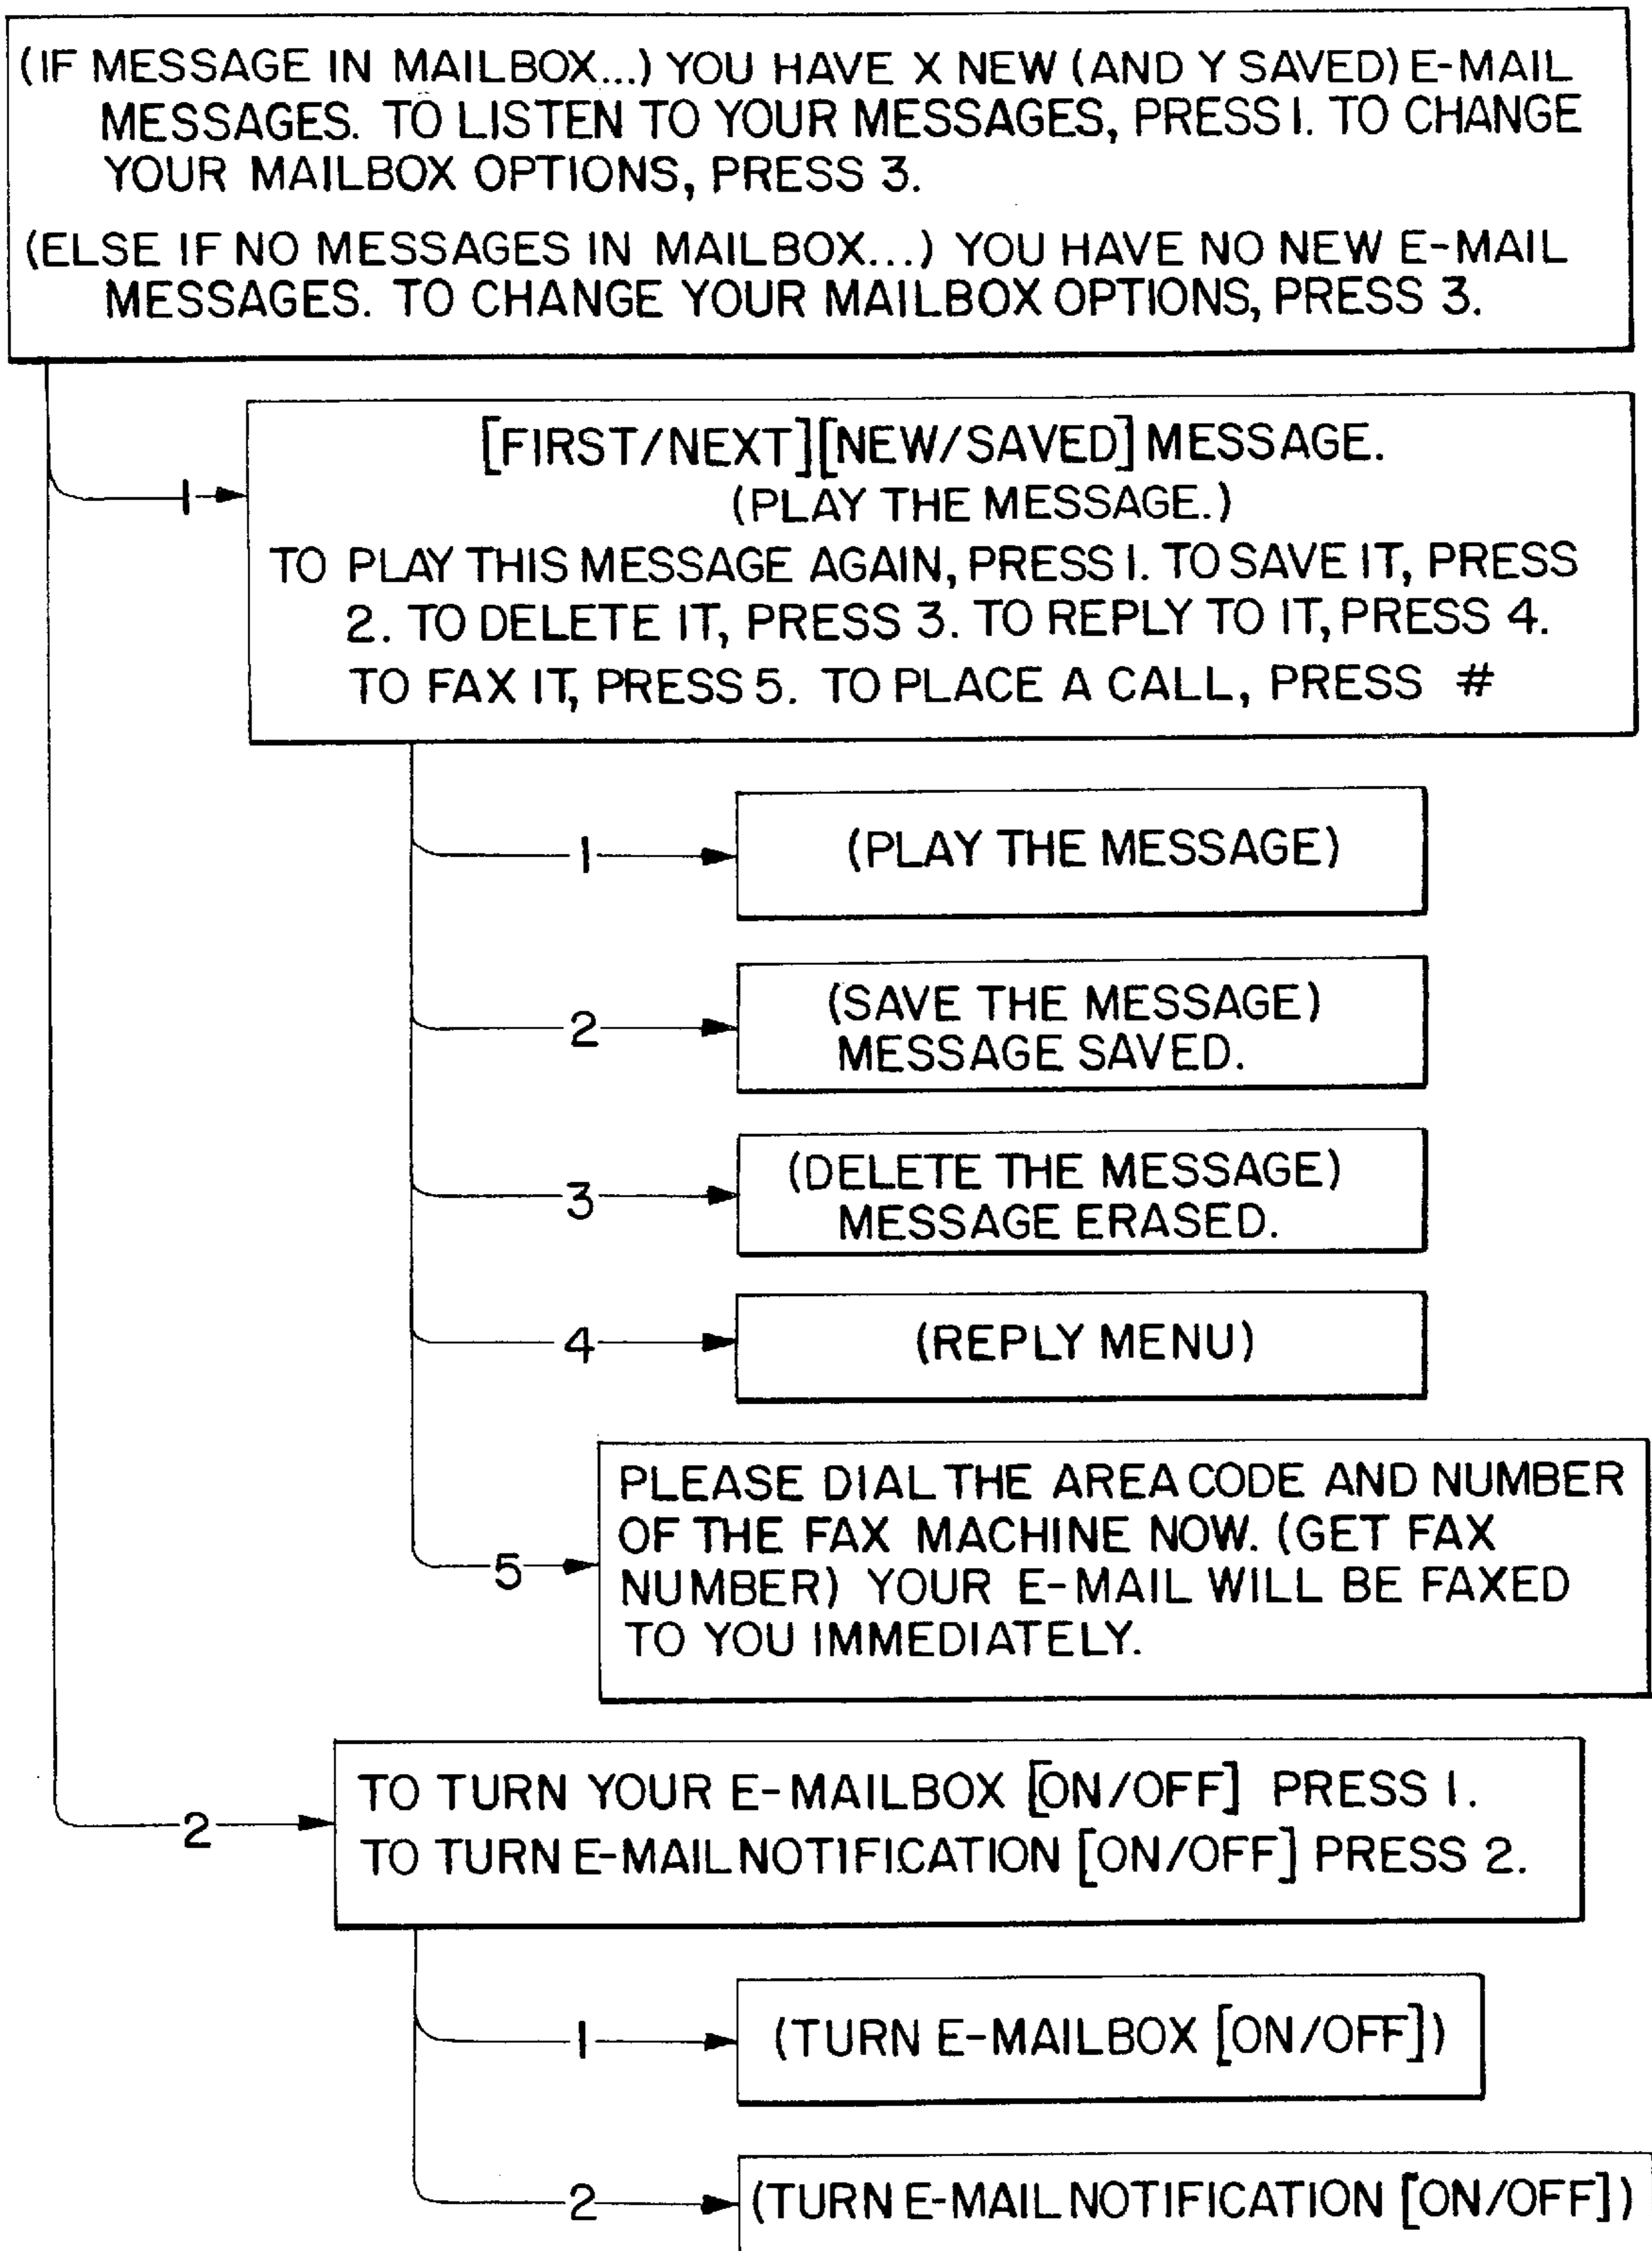 (IF MESSAGE IN MAILBOX...) YOU HAVE X NEW (AND Y SAVED) E-MAIL
MESSAGES. TO LISTEN TO YOUR MESSAGES, PRESS 1. TO CHANGE
YOUR MAILBOX OPTIONS, PRESS 3.
(ELSE IF NO MESSAGES IN MAILBOX...) YOU HAVE NO NEW E-MAIL
MESSAGES. TO CHANGE YOUR MAILBOX OPTIONS, PRESS 3.
1
[FIRST/NEXT][NEW/SAVED] MESSAGE.
(PLAY THE MESSAGE.)
TO PLAY THIS MESSAGE AGAIN, PRESS 1. TO SAVE IT, PRESS
2. TO DELETE IT, PRESS 3. TO REPLY TO IT, PRESS 4.
TO FAX IT, PRESS 5. TO PLACE A CALL, PRESS #
1
(PLAY THE MESSAGE)
2
(SAVE THE MESSAGE)
MESSAGE SAVED.
3
(DELETE THE MESSAGE)
MESSAGE ERASED.
4
(REPLY MENU)
5
PLEASE DIAL THE AREA CODE AND NUMBER
OF THE FAX MACHINE NOW. (GET FAX
NUMBER) YOUR E-MAIL WILL BE FAXED
TO YOU IMMEDIATELY.
2
TO TURN YOUR E-MAILBOX [ON/OFF] PRESS 1.
TO TURN E-MAIL NOTIFICATION [ON/OFF] PRESS 2.
1
(TURN E-MAILBOX [ON/OFF])
2
(TURN E-MAIL NOTIFICATION [ON/OFF])